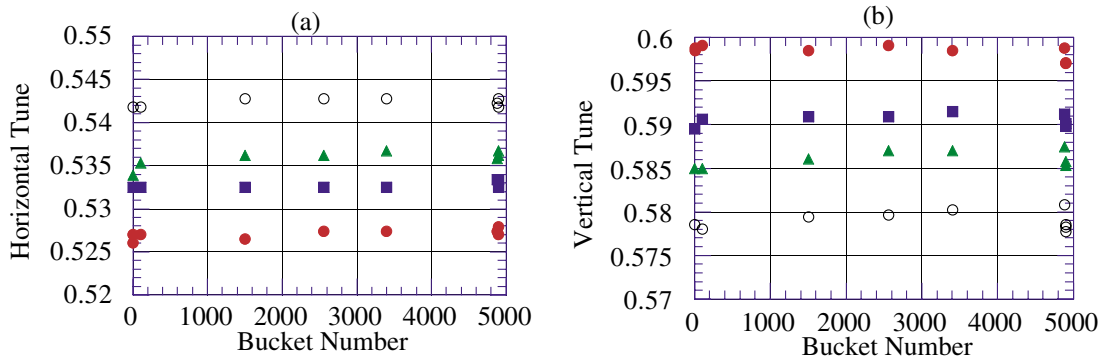 (a)
Horizontal Tune
0.55
0.545
0.54
0.535
0.53
0.525
0.52
0 1000 2000 3000 4000 5000
Bucket Number
(b)
Vertical Tune
0.6
0.595
0.59
0.585
0.58
0.575
0.57
0 1000 2000 3000 4000 5000
Bucket Number